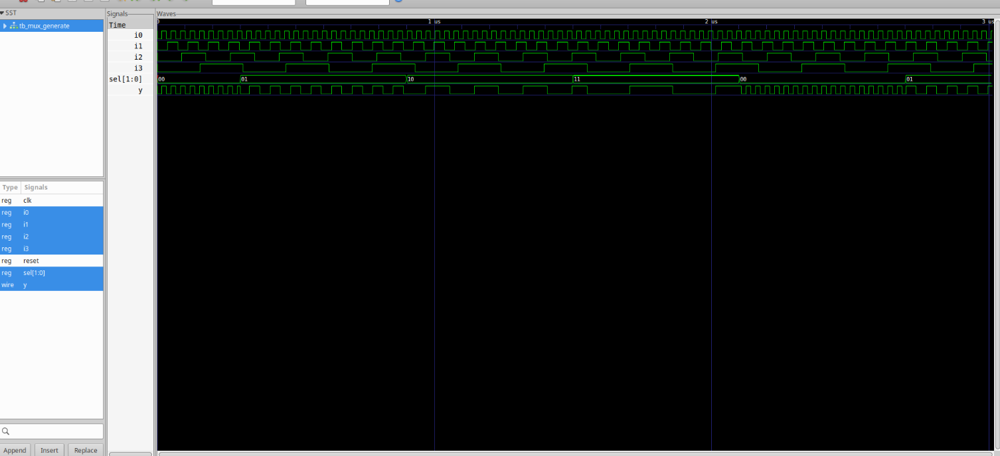 SST
tb_mux_generate
Type Signals
reg clk
reg i0
reg i1
reg i2
reg i3
reg reset
reg sel[1:0]
wire y
Append Insert Replace
Signals
Time
i0
i1
i2
i3
sel[1:0]
y
Waves
0 1 us 2 us 3 us
00 01 10 11 00 01